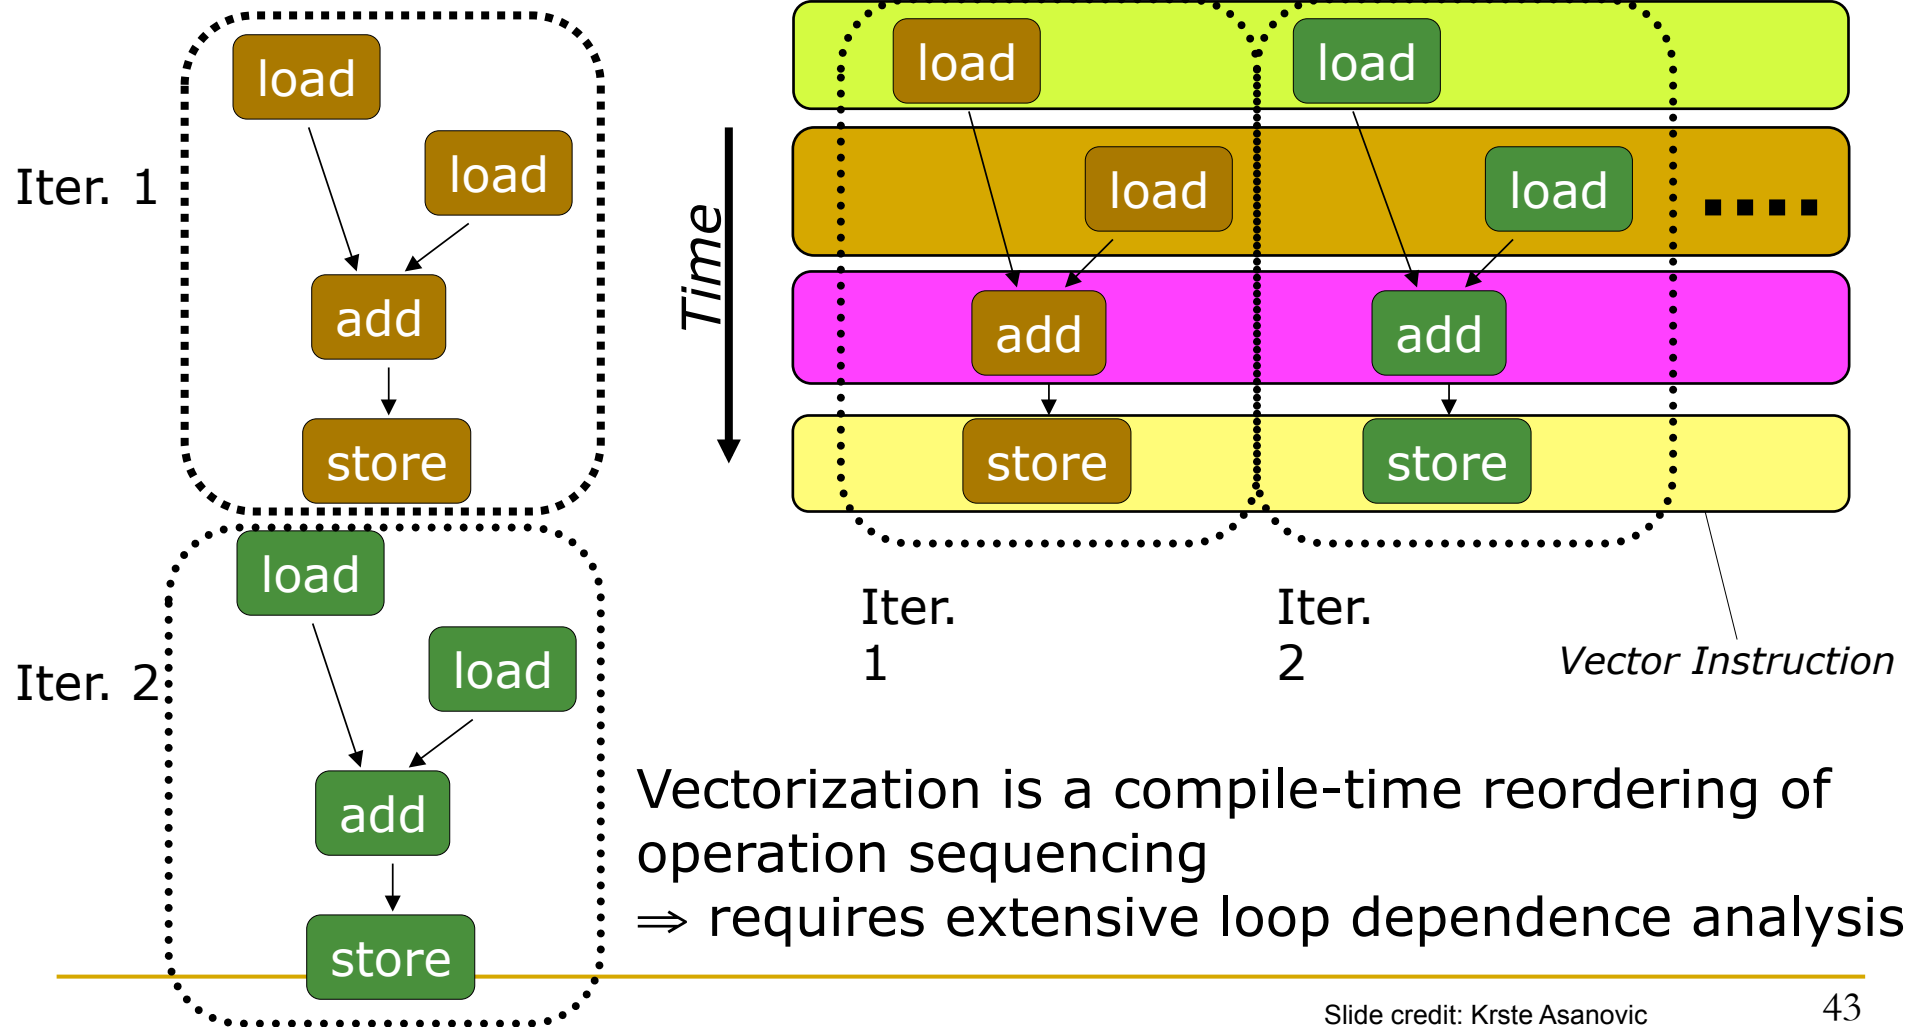 Iter. 1
load
load
add
store
Iter. 2
load
load
add
store
Time
load
load
load
load
....
add
add
store
store
Iter.
1
Iter.
2
Vector Instruction
Vectorization is a compile-time reordering of
operation sequencing
⇒ requires extensive loop dependence analysis
Slide credit: Krste Asanovic
43